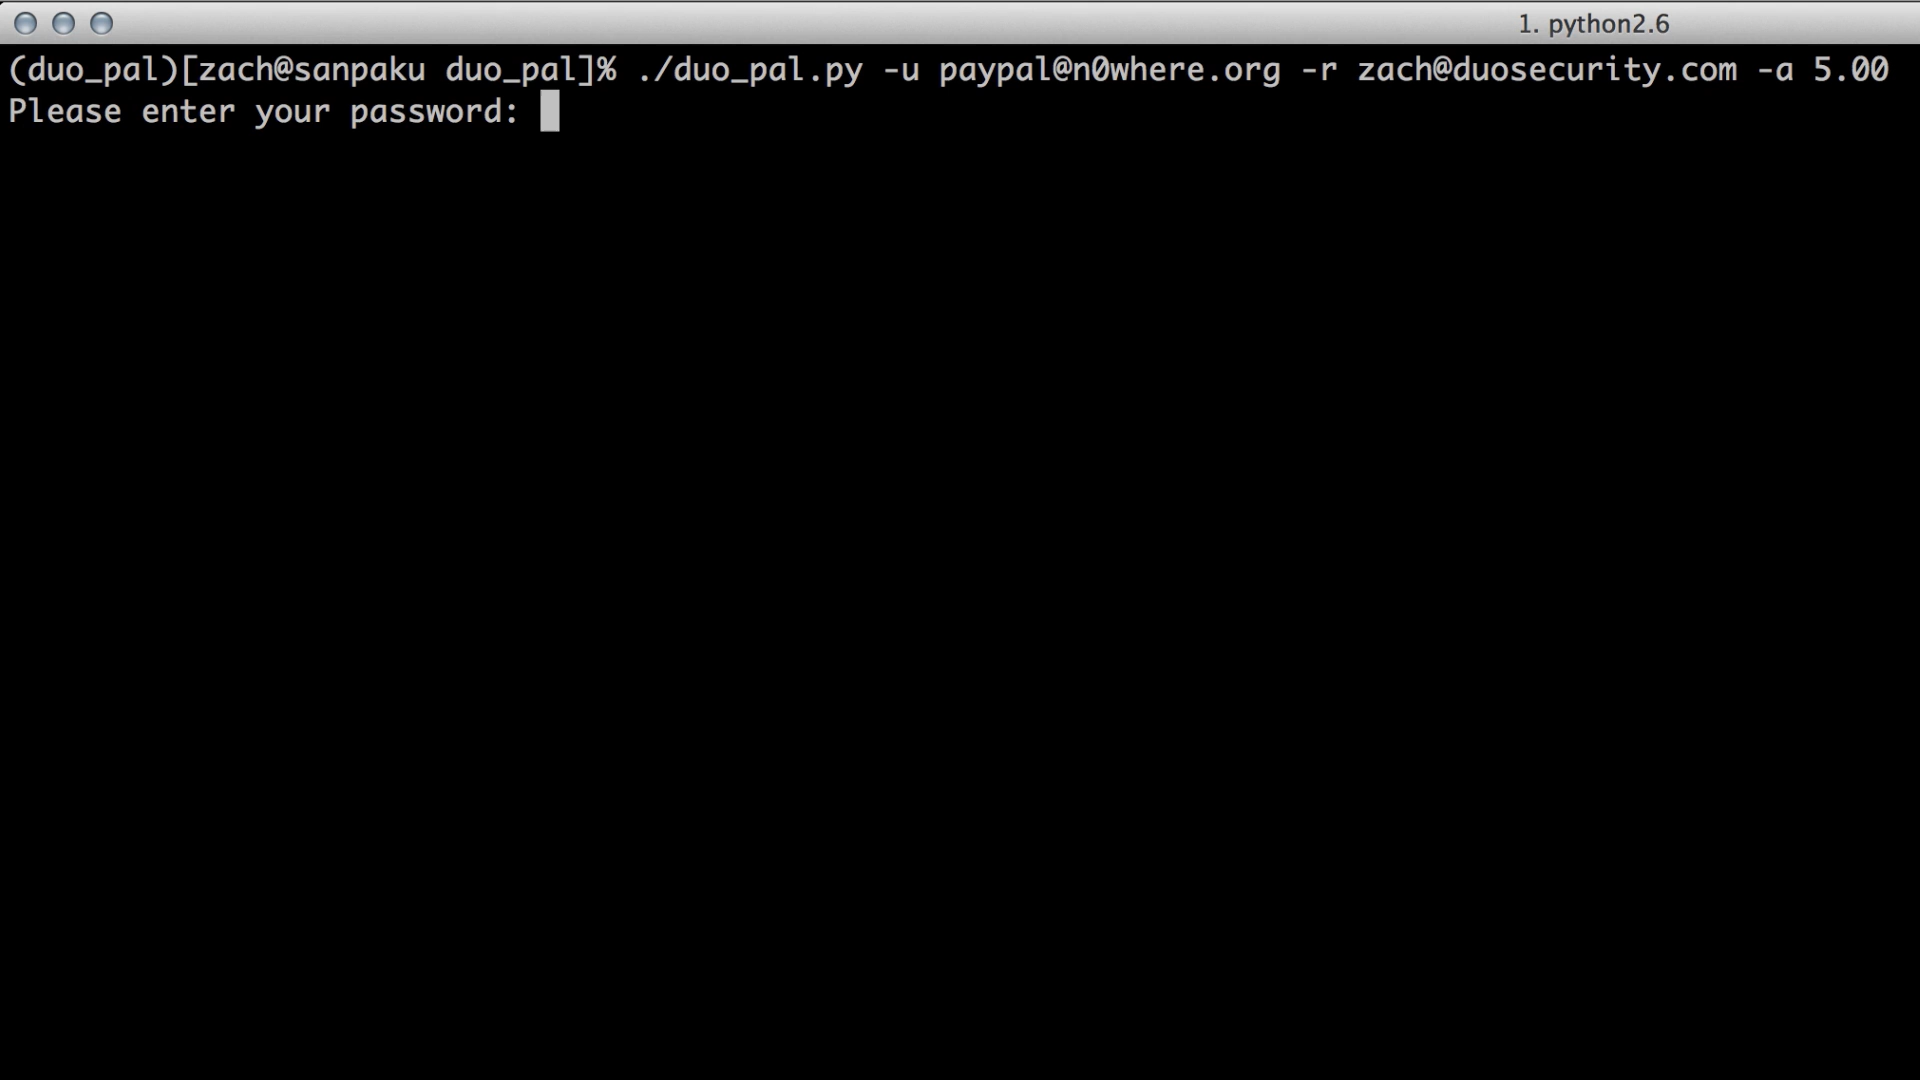 1. python2.6
(duo_pal)[zach@sanpaku duo_pal]% ./duo_pal.py -u paypal@n0where.org -r zach@duosecurity.com -a 5.00
Please enter your password: